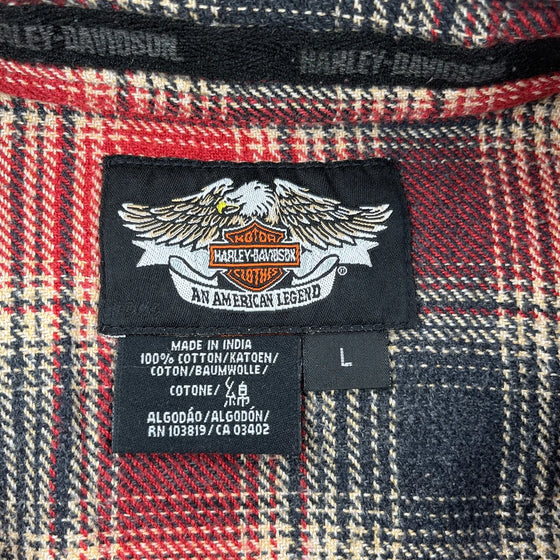 HARLEY-DAVIDSON HARLEY-DAVIDSON
MOTOR
HARLEY-DAVIDSON
CLOTHES
®
AN AMERICAN LEGEND
MADE IN INDIA
100% COTTON/KATOEN/
COTON/BAUMWOLLE/
COTONE/綿
ALGODÃO/ALGODÓN/
RN 103819/CA 03402
L